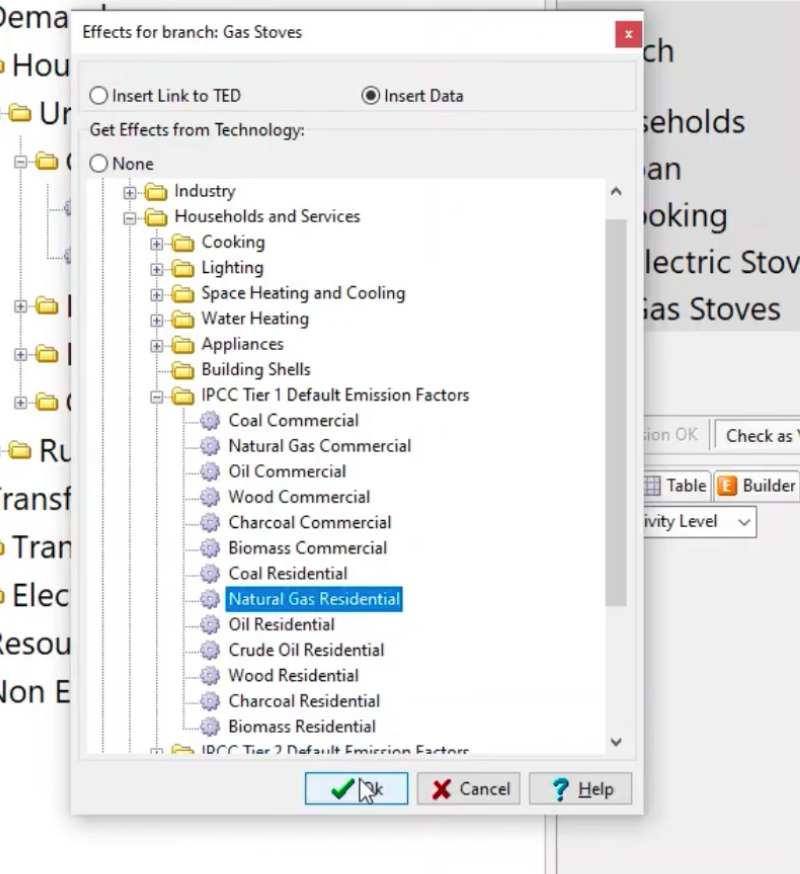 Effects for branch: Gas Stoves
x
Insert Link to TED
Insert Data
Get Effects from Technology:
None
Industry
Households and Services
Cooking
Lighting
Space Heating and Cooling
Water Heating
Appliances
Building Shells
IPCC Tier 1 Default Emission Factors
Coal Commercial
Natural Gas Commercial
Oil Commercial
Wood Commercial
Charcoal Commercial
Biomass Commercial
Coal Residential
Natural Gas Residential
Oil Residential
Crude Oil Residential
Wood Residential
Charcoal Residential
Biomass Residential
IPCC Tier 2 Default Emission Factors
Ok
Cancel
? Help
Dema
Hou
Ur
Ru
Transf
Tran
Elec
Resou
Non E
ch
seholds
an
oking
lectric Stov
Gas Stoves
sion OK
Check as
Table
E Builder
ivity Level